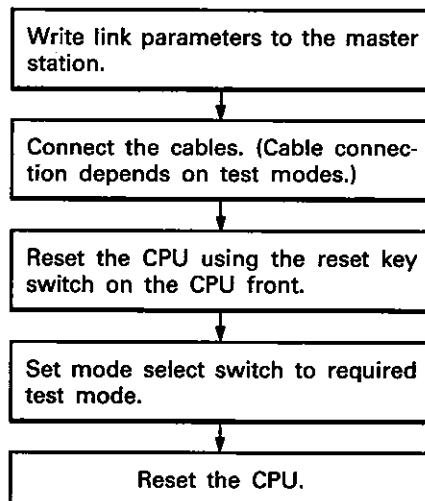 Write link parameters to the master
station.
Connect the cables. (Cable connec-
tion depends on test modes.)
Reset the CPU using the reset key
switch on the CPU front.
Set mode select switch to required
test mode.
Reset the CPU.